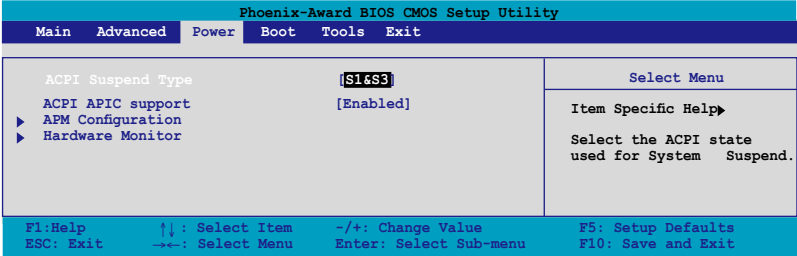 Phoenix-Award BIOS CMOS Setup Utility
Main Advanced Power Boot Tools Exit
ACPI Suspend Type [S1&S3]
ACPI APIC support [Enabled]
APM Configuration
Hardware Monitor
Select Menu
Item Specific Help
Select the ACPI state
used for System Suspend.
F1:Help ↑↓ : Select Item -/+: Change Value F5: Setup Defaults
ESC: Exit →←: Select Menu Enter: Select Sub-menu F10: Save and Exit